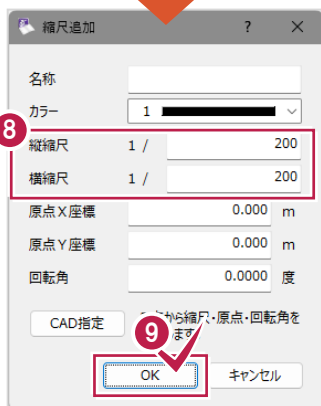 縮尺追加 ? ×
名称
カラー 1
8
縦縮尺 1 / 200
横縮尺 1 / 200
原点X座標 0.000 m
原点Y座標 0.000 m
回転角 0.0000 度
CAD指定 から縮尺・原点・回転角を
ます
9
OK キャンセル